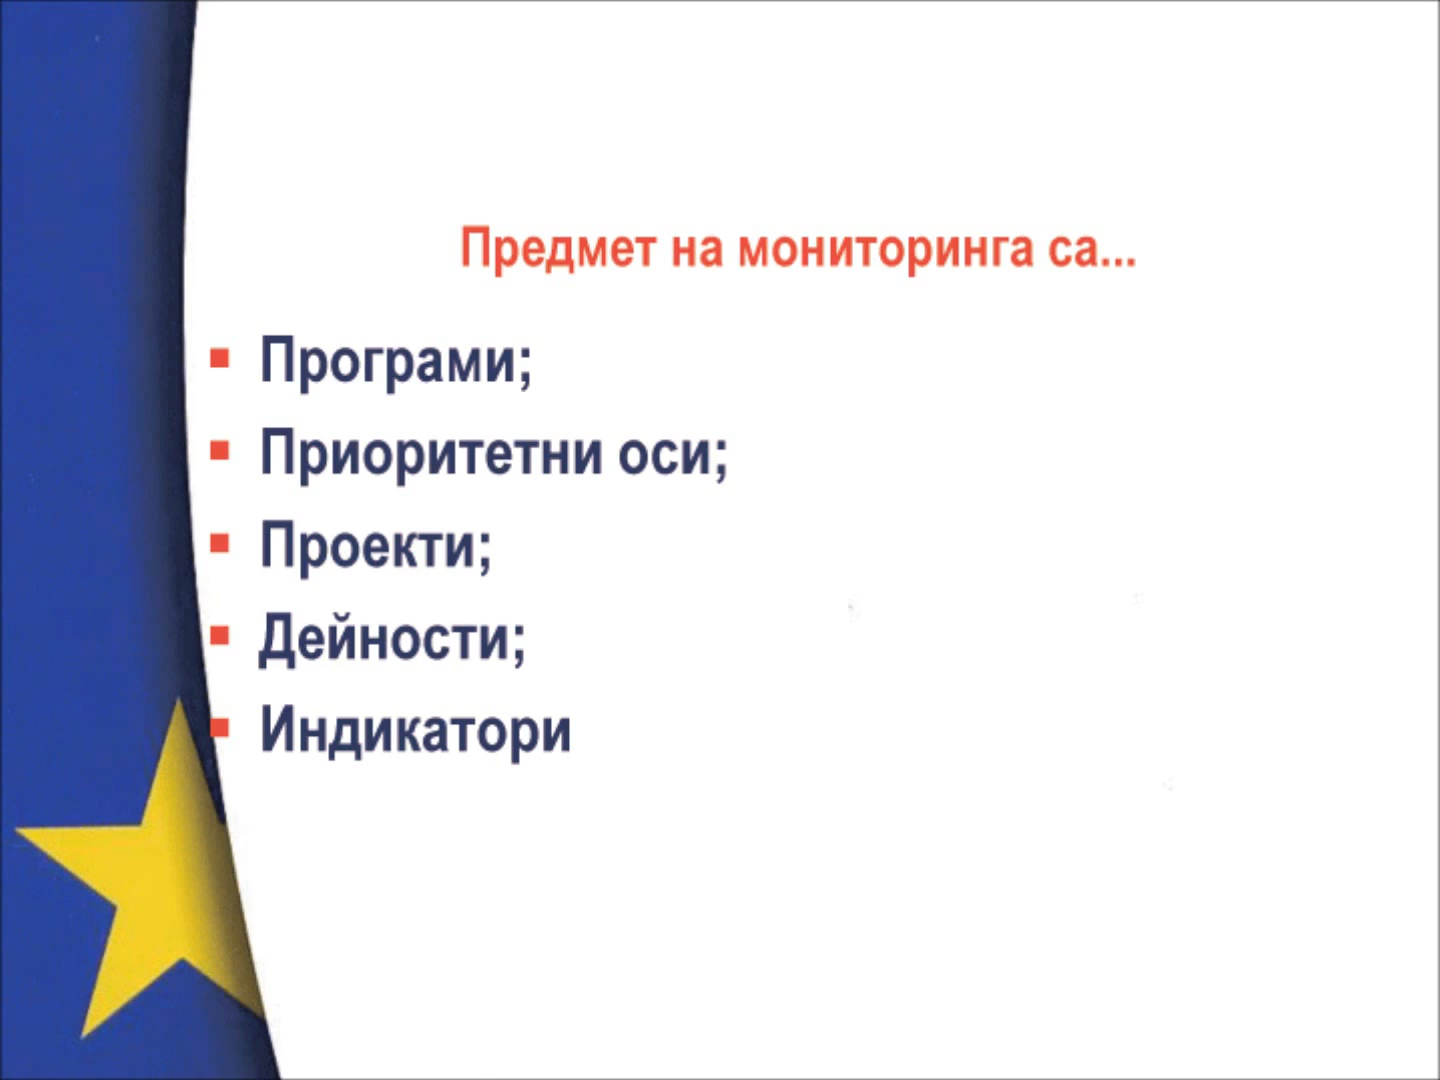 Предмет на мониторинга са...
Програми;
Приоритетни оси;
Проекти;
Дейности;
Индикатори